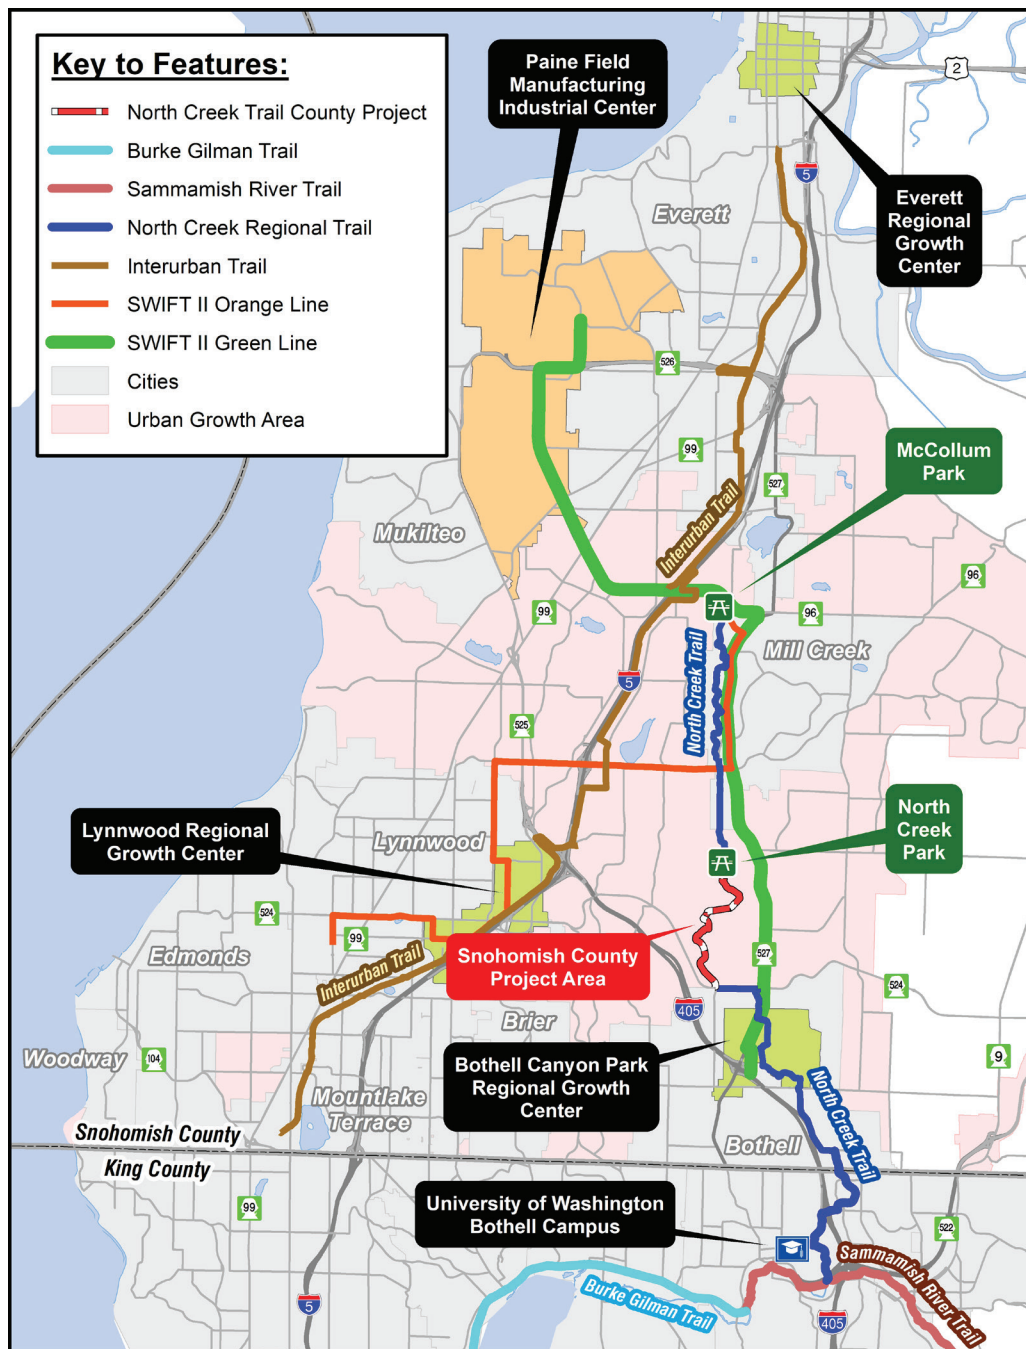 Key to Features:
North Creek Trail County Project
Burke Gilman Trail
Sammamish River Trail
North Creek Regional Trail
Interurban Trail
SWIFT II Orange Line
SWIFT II Green Line
Cities
Urban Growth Area
Paine Field
Manufacturing
Industrial Center
2
5
Everett
Everett
Regional
Growth
Center
526
99
McCollum
Park
527
Interurban Trail
Mukilteo
96
99
96
Mill Creek
North Creek Trail
5
525
North
Creek
Park
Lynnwood Regional
Growth Center
Lynnwood
524
99
Edmonds
Interurban Trail
Snohomish County
Project Area
527
524
405
Brier
Woodway
104
9
Bothell Canyon Park
Regional Growth
Center
Mountlake
Terrace
North Creek Trail
Bothell
Snohomish County
King County
99
University of Washington
Bothell Campus
522
Sammamish River Trail
Burke Gilman Trail
5
405